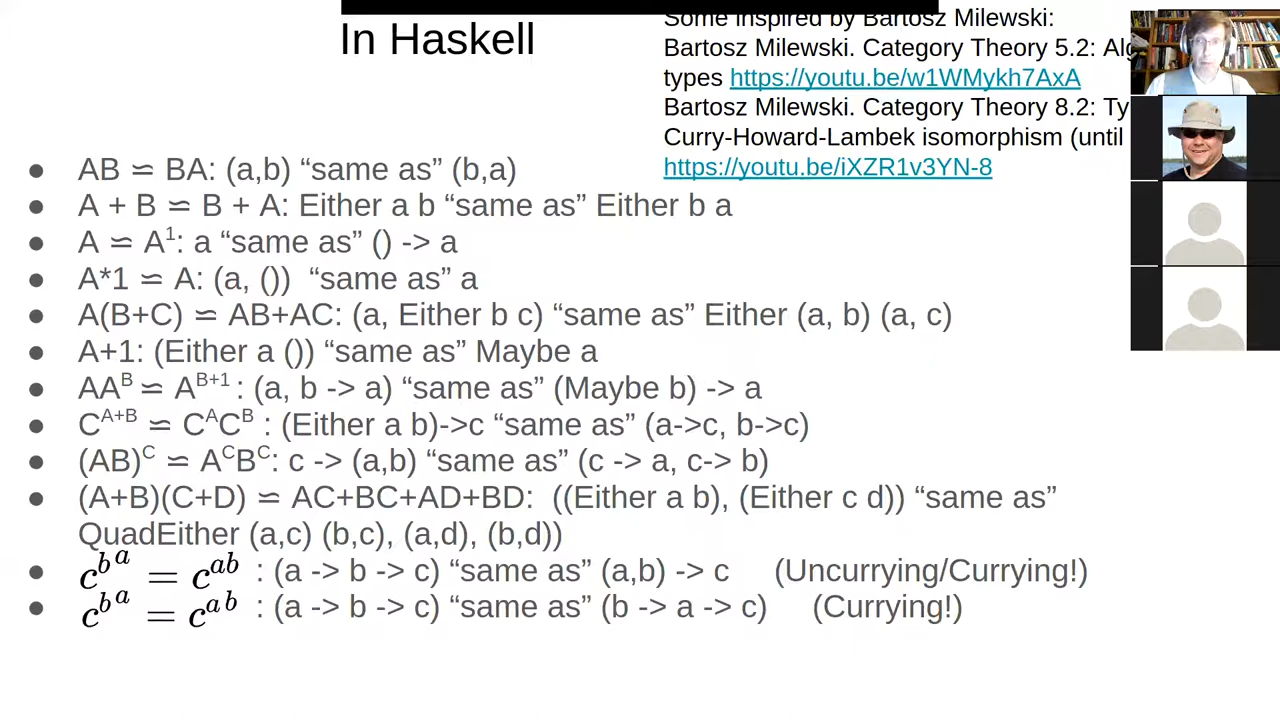 In Haskell
Some inspired by Bartosz Milewski:
Bartosz Milewski. Category Theory 5.2:
types https://youtu.be/w1WMykh7AxA
Bartosz Milewski. Category Theory 8.2:
Curry-Howard-Lambek isomorphism (until
https://youtu.be/iXZR1v3YN-8
● AB ≌ BA: (a,b) “same as” (b,a)
● A + B ≌ B + A: Either a b “same as” Either b a
● A ≌ A¹: a “same as” () -> a
● A*1 ≌ A: (a, ()) “same as” a
● A(B+C) ≌ AB+AC: (a, Either b c) “same as” Either (a, b) (a, c)
● A+1: (Either a ()) “same as” Maybe a
● AA^B ≌ A^{B+1} : (a, b -> a) “same as” (Maybe b) -> a
● C^{A+B} ≌ C^A C^B : (Either a b)->c “same as” (a->c, b->c)
● (AB)^C ≌ A^C B^C: c -> (a,b) “same as” (c -> a, c-> b)
● (A+B)(C+D) ≌ AC+BC+AD+BD: ((Either a b), (Either c d)) “same as”
QuadEither (a,c) (b,c), (a,d), (b,d))
● c^{b^a} = c^{ab} : (a -> b -> c) “same as” (a,b) -> c (Uncurrying/Currying!)
● c^{b^a} = c^{a^b} : (a -> b -> c) “same as” (b -> a -> c) (Currying!)